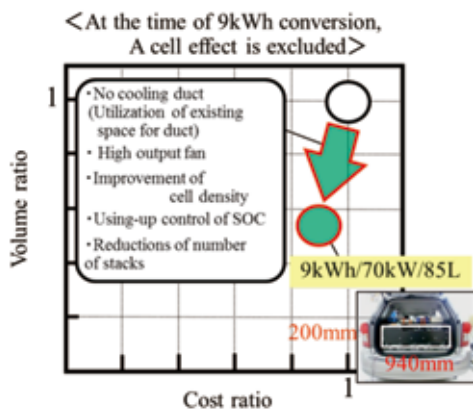 <At the time of 9kWh conversion,
A cell effect is excluded>
1
・No cooling duct
(Utilization of existing
space for duct)
・High output fan
・Improvement of
cell density
・Using-up control of SOC
・Reductions of number
of stacks
Volume ratio
9kWh/70kW/85L
200mm
940mm
1
Cost ratio